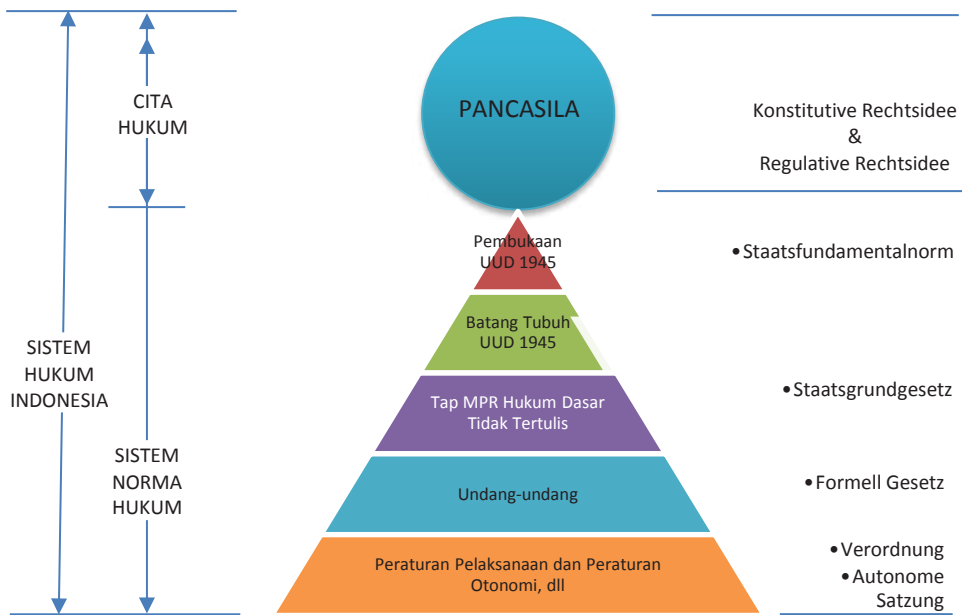 CITA
HUKUM
SISTEM
HUKUM
INDONESIA
SISTEM
NORMA
HUKUM
PANCASILA
Pembukaan
UUD 1945
Batang Tubuh
UUD 1945
Tap MPR Hukum Dasar
Tidak Tertulis
Undang-undang
Peraturan Pelaksanaan dan Peraturan
Otonomi, dll
Konstitutive Rechtsidee
&
Regulative Rechtsidee
•Staatsfundamentalnorm
•Staatsgrundgesetz
•Formell Gesetz
•Verordnung
•Autonome
Satzung